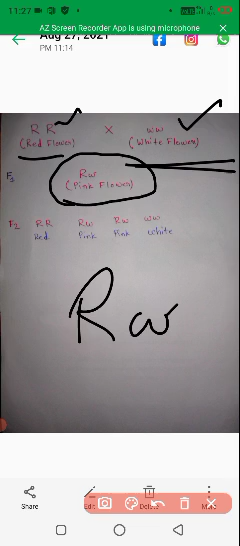 11:27
AZ Screen Recorder App is using microphone
Aug 27, 2021
PM 11:14
RR x ww
(Red Flower) (White Flower)
F1 Rw
(Pink Flower)
F2 RR Rw Rw ww
Red Pink Pink White
Rw
Share Edit Delete More